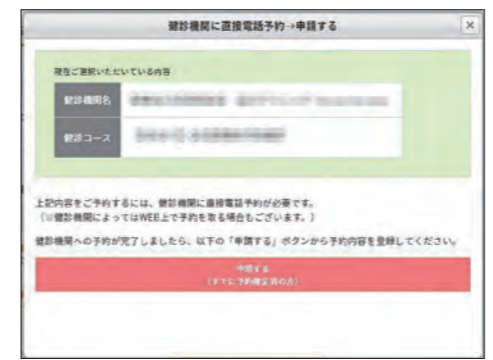 健診機関に直接電話予約→申請する
×
現在ご選択いただいている内容
健診機関名
健診コース
上記内容をご予約するには、健診機関に直接電話予約が必要です。
（※健診機関によってはWEB上で予約を取る場合もございます。）
健診機関への予約が完了しましたら、以下の「申請する」ボタンから予約内容を登録してください。
申請する
（すでに予約確定済の方）